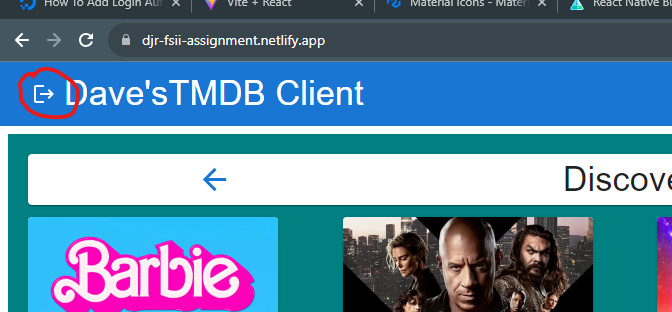 How To Add Login Aut
Vite + React
Material Icons - Mater
React Native Bu
djr-fsii-assignment.netlify.app
Dave'sTMDB Client
Discove
Barbie